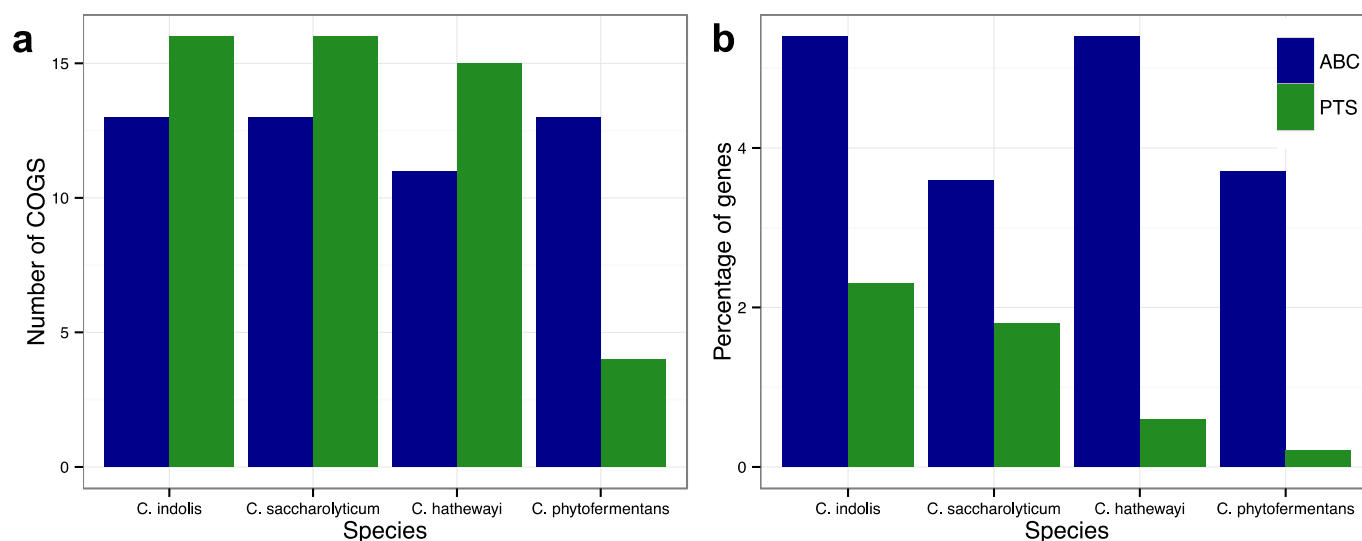 a
Number of COGS
15
10
5
0
C. indolis C. saccharolyticum C. hathewayi C. phytofermentans
Species
b
Percentage of genes
4
2
0
C. indolis C. saccharolyticum C. hathewayi C. phytofermentans
Species
ABC
PTS